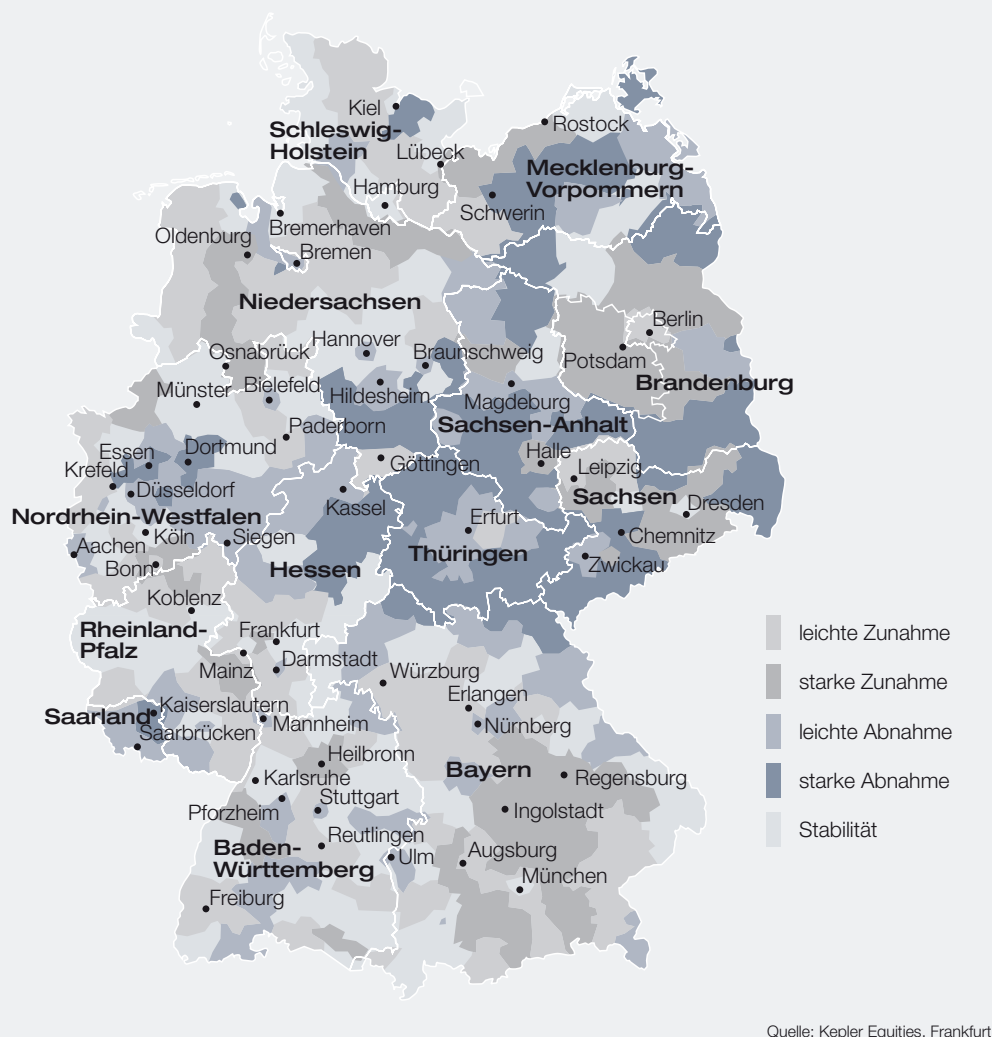 Kiel
Schleswig-
Holstein
Lübeck
Hamburg
Rostock
Mecklenburg-
Vorpommern
Schwerin
Bremerhaven
Oldenburg
Bremen
Niedersachsen
Hannover
Braunschweig
Berlin
Potsdam
Brandenburg
Osnabrück
Münster
Bielefeld
Hildesheim
Magdeburg
Sachsen-Anhalt
Paderborn
Essen
Dortmund
Krefeld
Düsseldorf
Göttingen
Halle
Leipzig
Sachsen
Dresden
Nordrhein-Westfalen
Kassel
Erfurt
Thüringen
Chemnitz
Zwickau
Aachen
Köln
Siegen
Bonn
Hessen
Koblenz
Rheinland-
Pfalz
Frankfurt
Mainz
Darmstadt
Würzburg
Erlangen
Nürnberg
Saarland
Kaiserslautern
Mannheim
Saarbrücken
Heilbronn
Bayern
Regensburg
Karlsruhe
Stuttgart
Ingolstadt
Pforzheim
Reutlingen
Baden-
Württemberg
Ulm
Augsburg
München
Freiburg
leichte Zunahme
starke Zunahme
leichte Abnahme
starke Abnahme
Stabilität
Quelle: Kepler Equities, Frankfurt